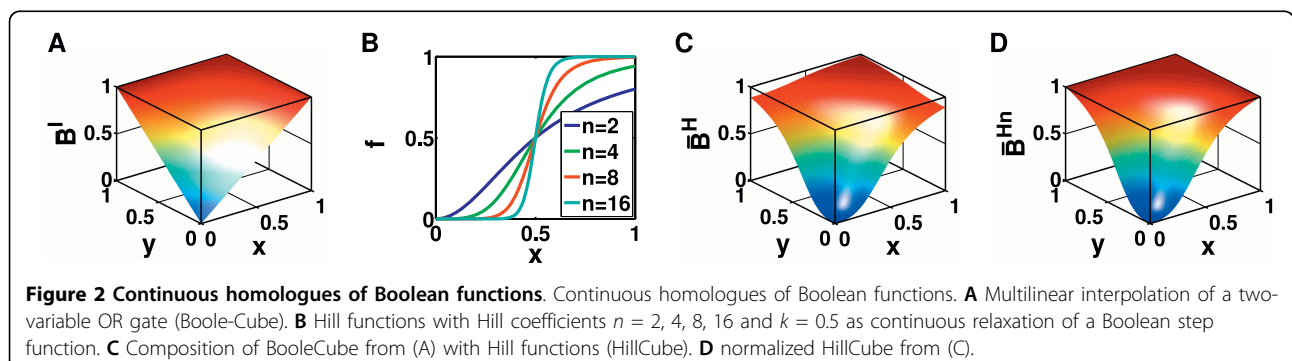 A
B
C
D
1
0.5
0
B̄ᴵ
1
0.5
0 0
0.5
1
y
x
1
0.5
0
f
0
0.5
1
x
n=2
n=4
n=8
n=16
1
0.5
0
B̄ᴴ
1
0.5
0 0
0.5
1
y
x
1
0.5
0
B̄ᴴⁿ
1
0.5
0 0
0.5
1
y
x
Figure 2 Continuous homologues of Boolean functions. Continuous homologues of Boolean functions. A Multilinear interpolation of a two-
variable OR gate (Boole-Cube). B Hill functions with Hill coefficients n = 2, 4, 8, 16 and k = 0.5 as continuous relaxation of a Boolean step
function. C Composition of BooleCube from (A) with Hill functions (HillCube). D normalized HillCube from (C).